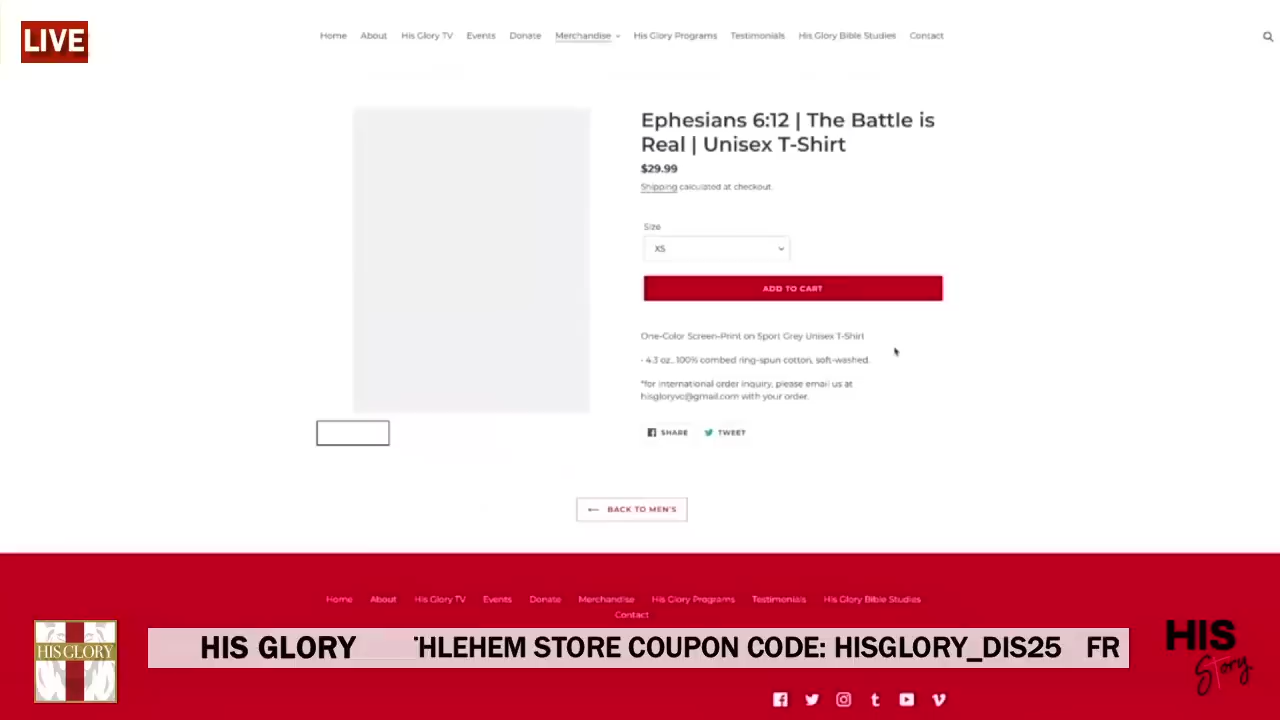 LIVE
Home About His Glory TV Events Donate Merchandise His Glory Programs Testimonials His Glory Bible Studies Contact
Ephesians 6:12 | The Battle is
Real | Unisex T-Shirt
$29.99
Shipping calculated at checkout.
Size
XS
ADD TO CART
One-Color Screen-Print on Sport Grey Unisex T-Shirt
- 4.3 oz., 100% combed ring-spun cotton, soft-washed.
*for international order inquiry, please email us at
hisgloryvc@gmail.com with your order.
SHARE TWEET
BACK TO MEN'S
Home About His Glory TV Events Donate Merchandise His Glory Programs Testimonials His Glory Bible Studies
Contact
HIS GLORY
HIS GLORY THLEHEM STORE COUPON CODE: HISGLORY_DIS25 FR
HIS
Story